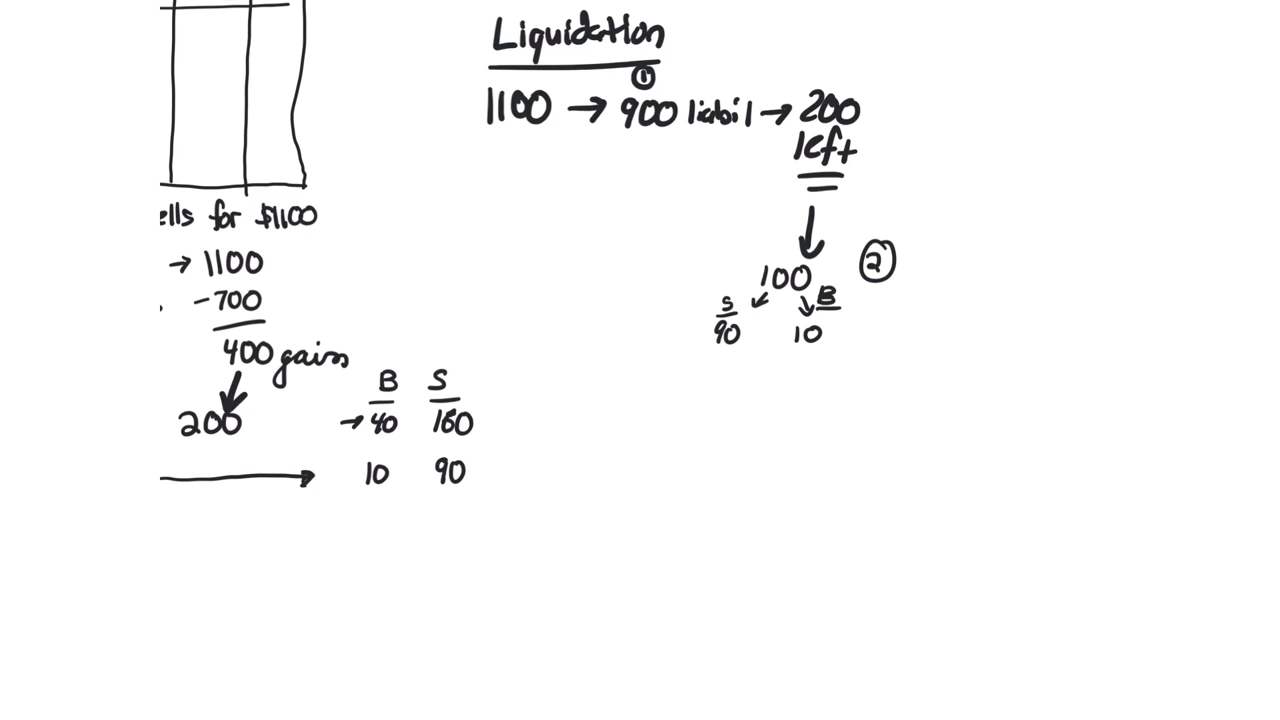 Liquidation
①
1100 → 900 liabil → 200
left
ells for $1100
→ 1100
-700
400 gains
200
100 ②
S B
90 10
B S
→ 40 160
10 90